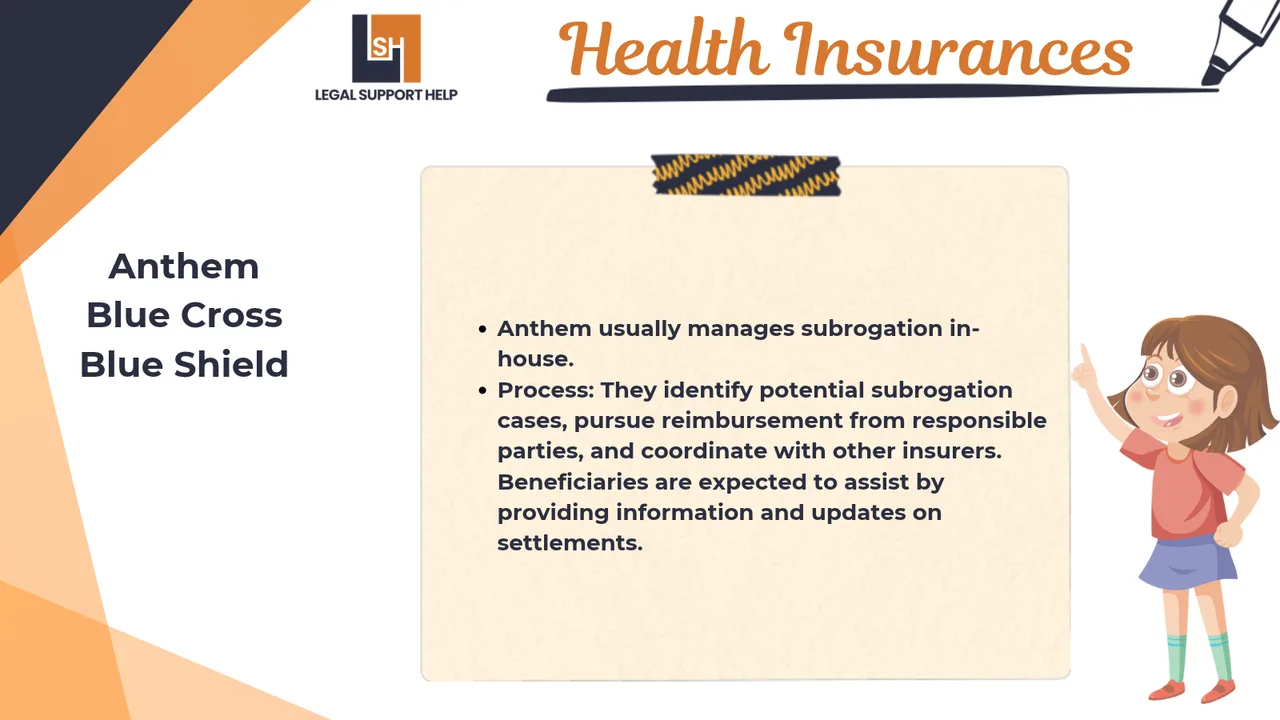 SH
LEGAL SUPPORT HELP
Health Insurances
Anthem
Blue Cross
Blue Shield
• Anthem usually manages subrogation in-
house.
• Process: They identify potential subrogation
cases, pursue reimbursement from responsible
parties, and coordinate with other insurers.
Beneficiaries are expected to assist by
providing information and updates on
settlements.